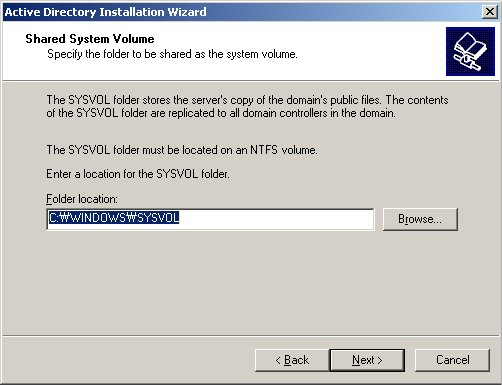 Active Directory Installation Wizard
Shared System Volume
Specify the folder to be shared as the system volume.
The SYSVOL folder stores the server's copy of the domain's public files. The contents
of the SYSVOL folder are replicated to all domain controllers in the domain.
The SYSVOL folder must be located on an NTFS volume.
Enter a location for the SYSVOL folder.
Folder location:
C:₩WINDOWS₩SYSVOL
Browse...
< Back
Next >
Cancel